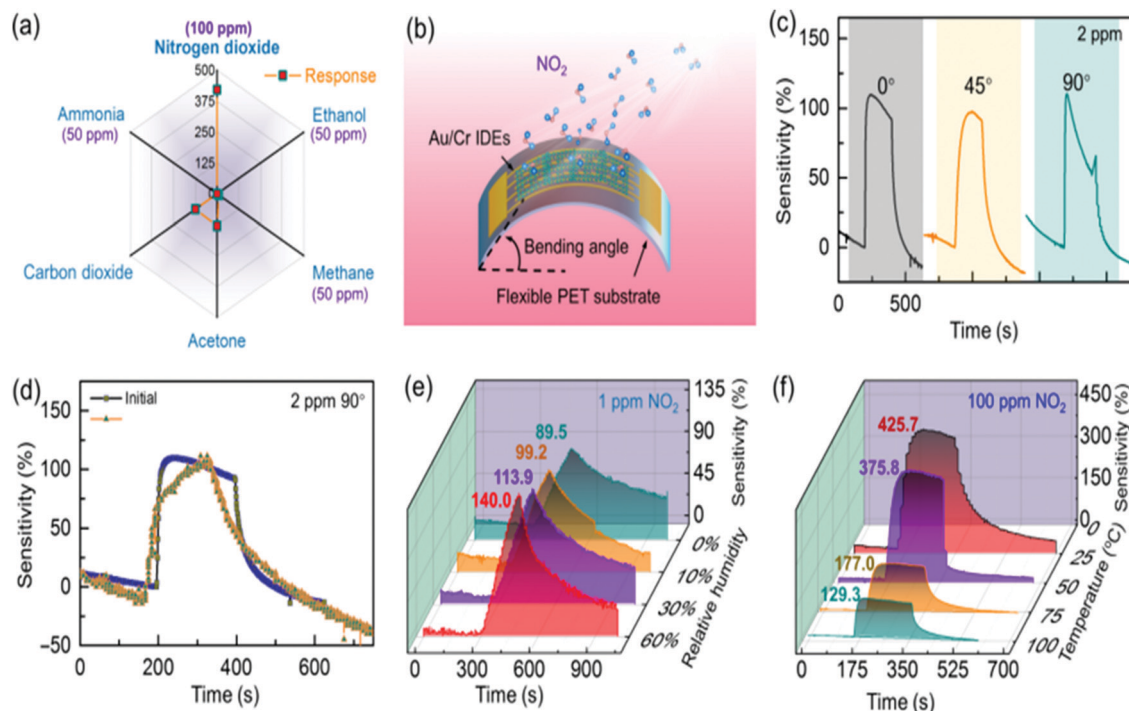 (a)
(100 ppm)
Nitrogen dioxide
500
375
250
125
0
Response
Ammonia
(50 ppm)
Ethanol
(50 ppm)
Carbon dioxide
Methane
(50 ppm)
Acetone
(b)
NO2
Au/Cr IDEs
Bending angle
Flexible PET substrate
(c)
2 ppm
0°
45°
90°
150
100
50
0
Sensitivity (%)
0
500
Time (s)
(d)
Initial
2 ppm 90°
150
100
50
0
−50
Sensitivity (%)
0
200
400
600
Time (s)
(e)
1 ppm NO2
89.5
99.2
113.9
140.0
135
90
45
0
Sensitivity (%)
0%
10%
30%
60%
Relative humidity
0
300
600
900
Time (s)
(f)
100 ppm NO2
425.7
375.8
177.0
129.3
450
300
150
0
Sensitivity (%)
25
50
75
100
Temperature (°C)
0
175
350
525
700
Time (s)